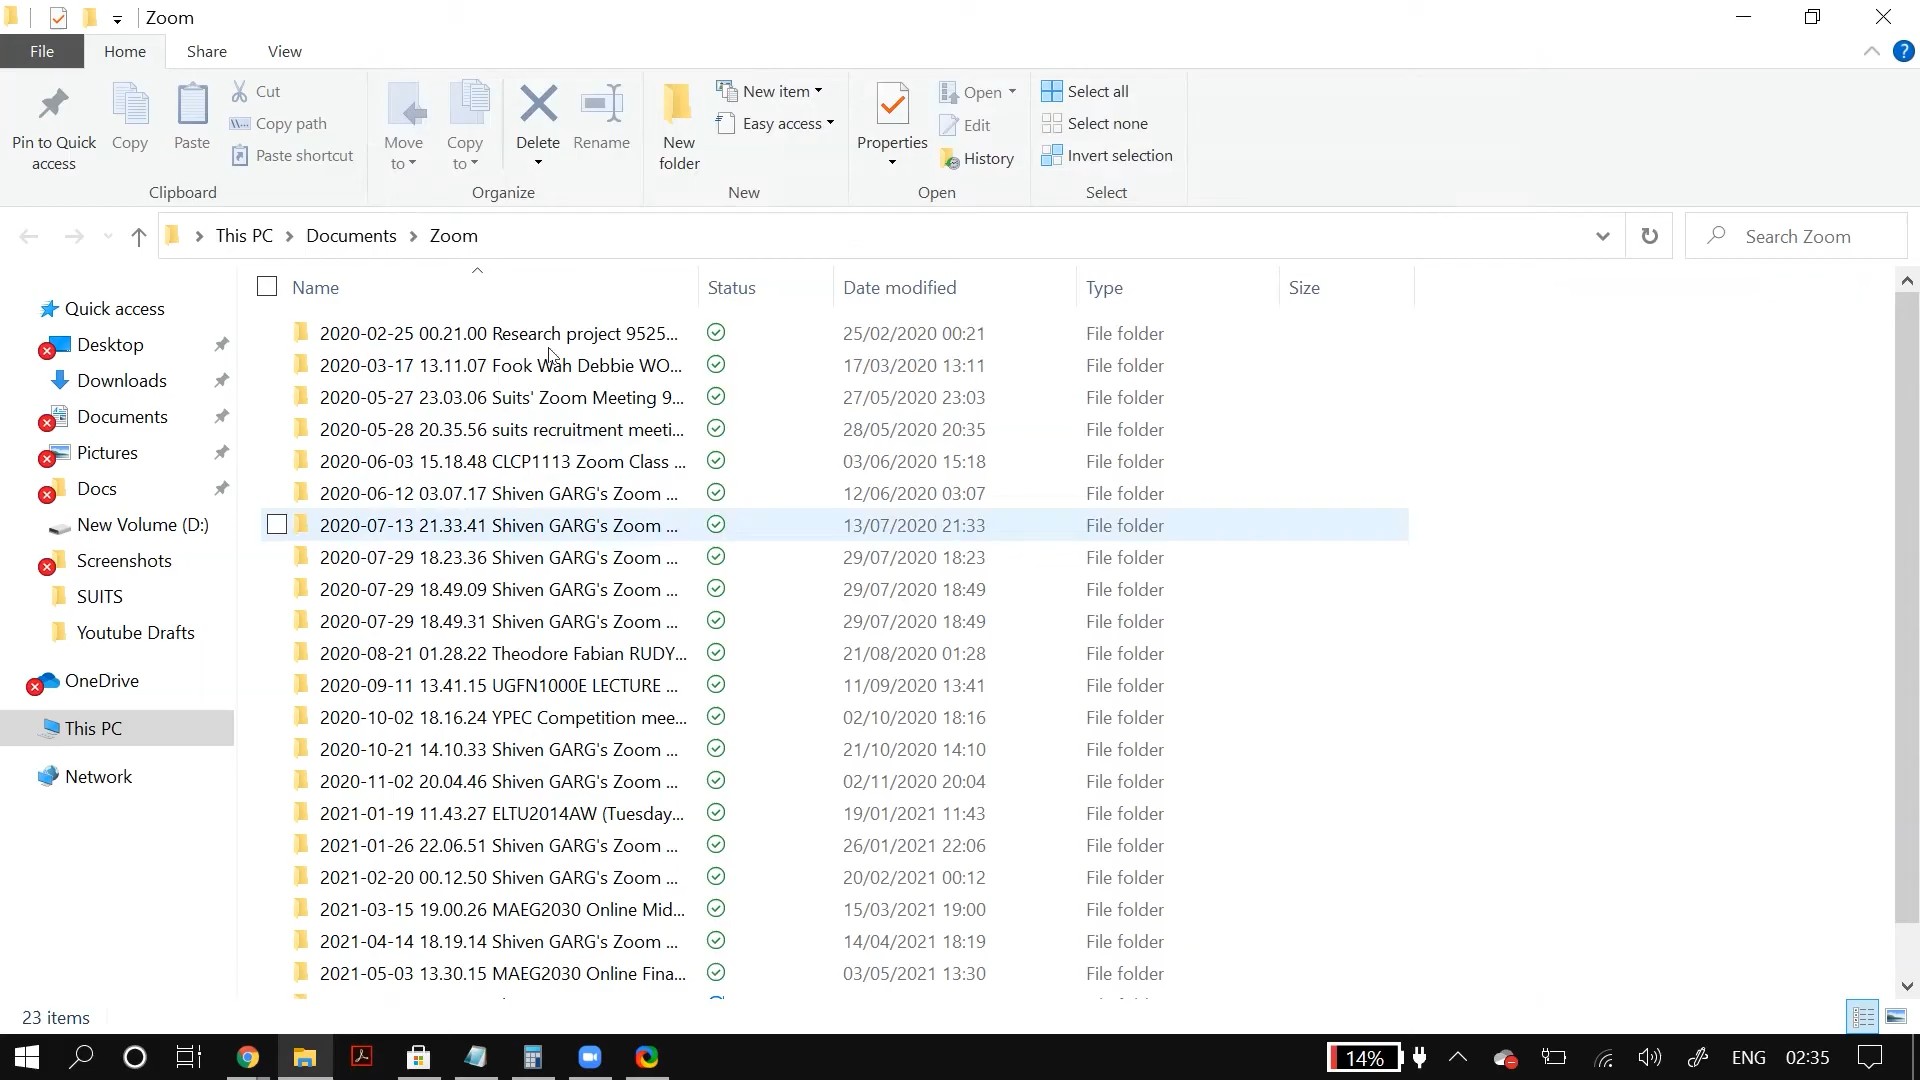 Zoom
File Home Share View
Pin to Quick access
Copy
Paste
Cut
Copy path
Paste shortcut
Clipboard
Move to
Copy to
Delete
Rename
Organize
New folder
New item
Easy access
New
Properties
Open
Edit
History
Open
Select all
Select none
Invert selection
Select
This PC Documents Zoom
Search Zoom
Quick access
Desktop
Downloads
Documents
Pictures
Docs
New Volume (D:)
Screenshots
SUITS
Youtube Drafts
OneDrive
This PC
Network
Name Status Date modified Type Size
2020-02-25 00.21.00 Research project 9525... 25/02/2020 00:21 File folder
2020-03-17 13.11.07 Fook Wah Debbie WO... 17/03/2020 13:11 File folder
2020-05-27 23.03.06 Suits' Zoom Meeting 9... 27/05/2020 23:03 File folder
2020-05-28 20.35.56 suits recruitment meeti... 28/05/2020 20:35 File folder
2020-06-03 15.18.48 CLCP1113 Zoom Class ... 03/06/2020 15:18 File folder
2020-06-12 03.07.17 Shiven GARG's Zoom ... 12/06/2020 03:07 File folder
2020-07-13 21.33.41 Shiven GARG's Zoom ... 13/07/2020 21:33 File folder
2020-07-29 18.23.36 Shiven GARG's Zoom ... 29/07/2020 18:23 File folder
2020-07-29 18.49.09 Shiven GARG's Zoom ... 29/07/2020 18:49 File folder
2020-07-29 18.49.31 Shiven GARG's Zoom ... 29/07/2020 18:49 File folder
2020-08-21 01.28.22 Theodore Fabian RUDY... 21/08/2020 01:28 File folder
2020-09-11 13.41.15 UGFN1000E LECTURE ... 11/09/2020 13:41 File folder
2020-10-02 18.16.24 YPEC Competition mee... 02/10/2020 18:16 File folder
2020-10-21 14.10.33 Shiven GARG's Zoom ... 21/10/2020 14:10 File folder
2020-11-02 20.04.46 Shiven GARG's Zoom ... 02/11/2020 20:04 File folder
2021-01-19 11.43.27 ELTU2014AW (Tuesday... 19/01/2021 11:43 File folder
2021-01-26 22.06.51 Shiven GARG's Zoom ... 26/01/2021 22:06 File folder
2021-02-20 00.12.50 Shiven GARG's Zoom ... 20/02/2021 00:12 File folder
2021-03-15 19.00.26 MAEG2030 Online Mid... 15/03/2021 19:00 File folder
2021-04-14 18.19.14 Shiven GARG's Zoom ... 14/04/2021 18:19 File folder
2021-05-03 13.30.15 MAEG2030 Online Fina... 03/05/2021 13:30 File folder
23 items
14% ENG 02:35